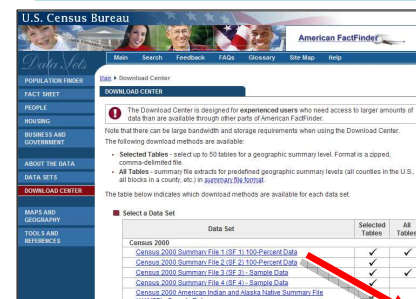 U.S. Census Bureau
American FactFinder
Main Search Feedback FAQs Glossary Site Map Help
Data Sets
Main ▸ Download Center
POPULATION FINDER
FACT SHEET
PEOPLE
HOUSING
BUSINESS AND
GOVERNMENT
ABOUT THE DATA
DATA SETS
DOWNLOAD CENTER
MAPS AND
GEOGRAPHY
TOOLS AND
REFERENCES
DOWNLOAD CENTER
The Download Center is designed for experienced users who need access to larger amounts of
data than are available through other parts of American FactFinder.
Note that there can be large bandwidth and storage requirements when using the Download Center.
The following download methods are available:
• Selected Tables - select up to 50 tables for a geographic summary level. Format is a zipped,
comma-delimited file.
• All Tables - summary file extracts for predefined geographic summary levels (all counties in the U.S.,
all blocks in a county, etc.) in summary file format.
The table below indicates which download methods are available for each data set.
Select a Data Set
Data Set Selected Tables All Tables
Census 2000
Census 2000 Summary File 1 (SF 1) 100-Percent Data ✓ ✓
Census 2000 Summary File 2 (SF 2) 100-Percent Data ✓
Census 2000 Summary File 3 (SF 3) - Sample Data ✓ ✓
Census 2000 Summary File 4 (SF 4) - Sample Data ✓
Census 2000 American Indian and Alaska Native Summary File